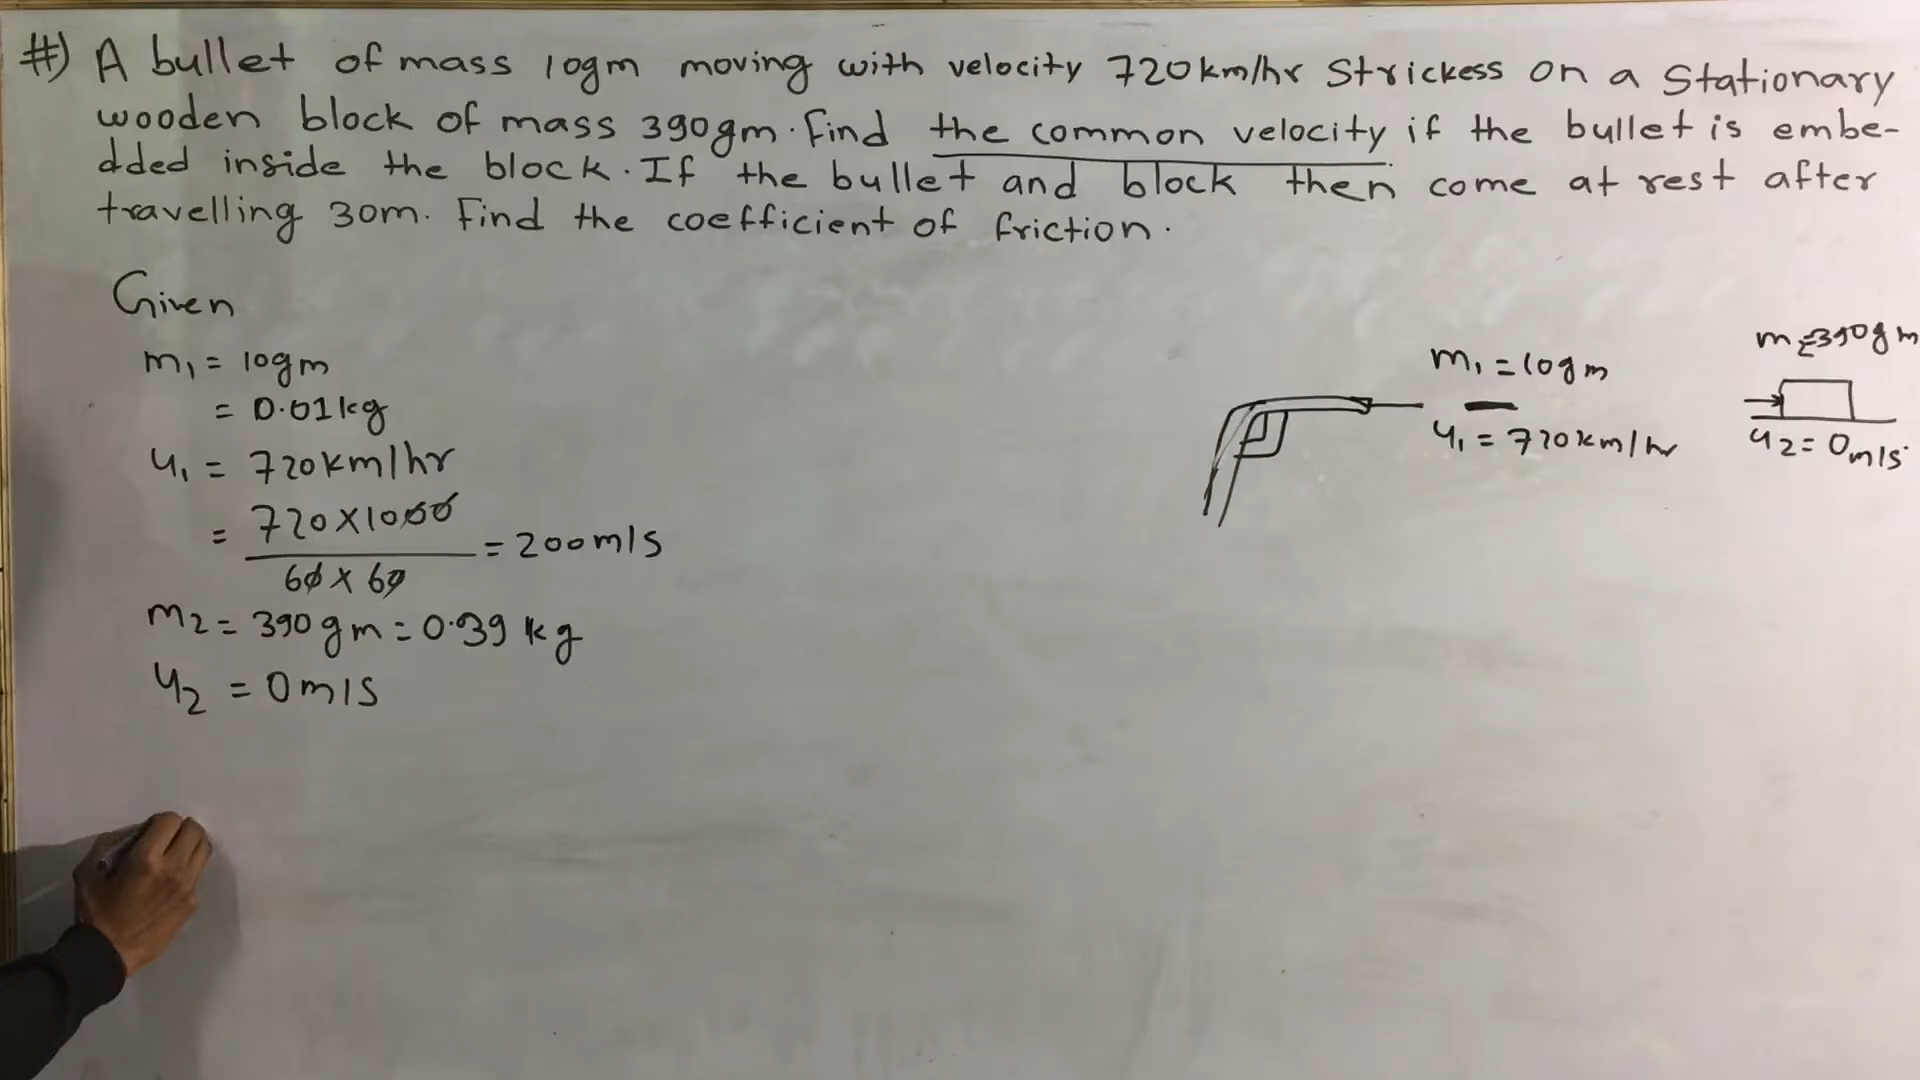 #) A bullet of mass 10gm moving with velocity 720km/hr Strickess on a Stationary
wooden block of mass 390gm. Find the common velocity if the bullet is embe-
dded inside the block. If the bullet and block then come at rest after
travelling 30m. Find the coefficient of friction.
Given
m₁ = 10gm
= 0.01kg
u₁ = 720km/hr
= 720×1000 / 60×60 = 200m/s
m₂ = 390gm = 0.39 kg
u₂ = 0m/s
m₁ = 10gm
u₁ = 720km/hr
m₂=390gm
u₂ = 0m/s